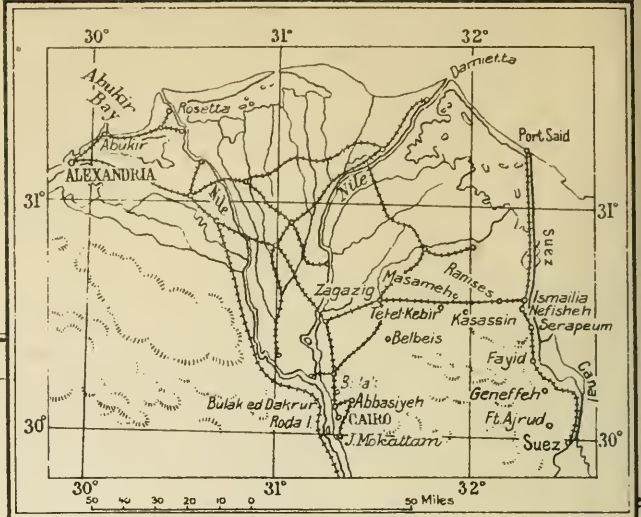 30° 31° 32°
Abukir
Bay
Damietta
Rosetta
Abukir
ALEXANDRIA
Port Said
Nile
Nile
31° 31°
Suez
Canal
Zagazig
Masameh
Ramses
Tel-el-Kebir
Kasassin
Ismailia
Nefisheh
Serapeum
Belbeis
Fayid
Geneffeh
Bulak ed Dakrur
Abbasiyeh
Roda I.
CAIRO
Ft. Ajrud
J. Mokattam
Suez
30° 30°
30° 31° 32°
50 40 30 20 10 0 50 Miles